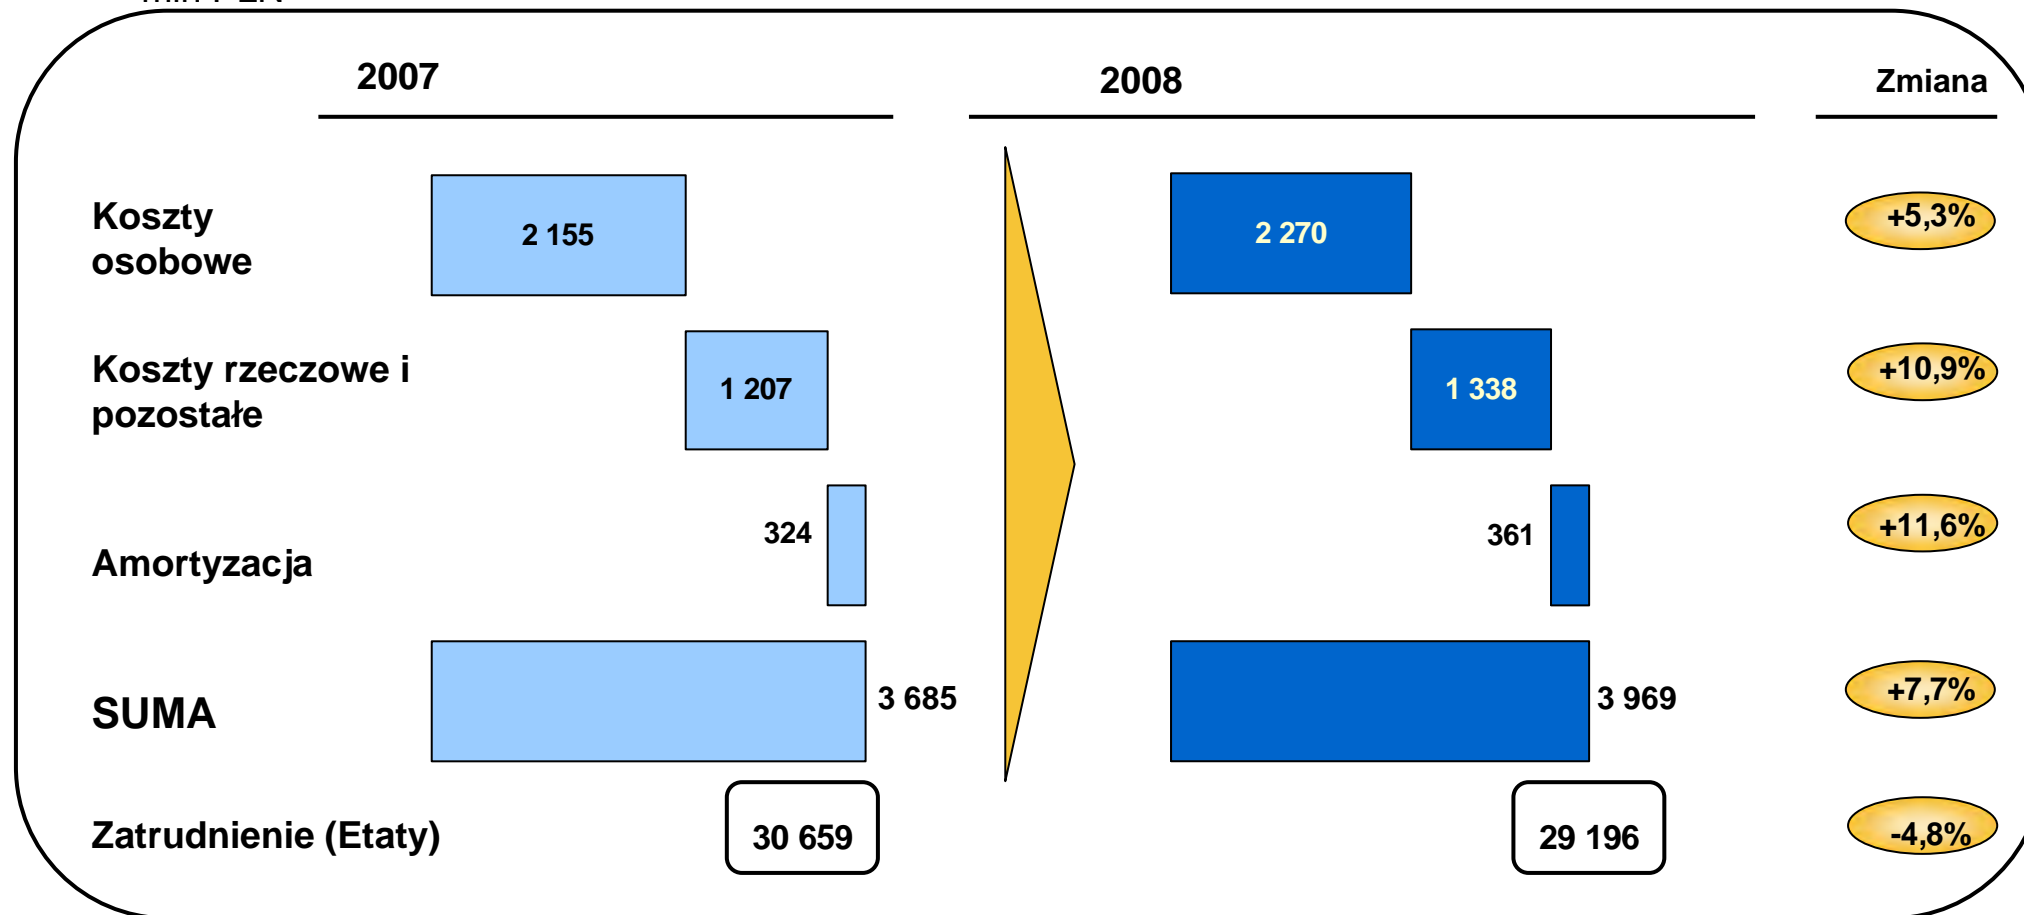 2007 2008 Zmiana
Koszty
osobowe
2 155 2 270 +5,3%
Koszty rzeczowe i
pozostałe
1 207 1 338 +10,9%
Amortyzacja
324 361 +11,6%
SUMA 3 685 3 969 +7,7%
Zatrudnienie (Etaty) 30 659 29 196 -4,8%